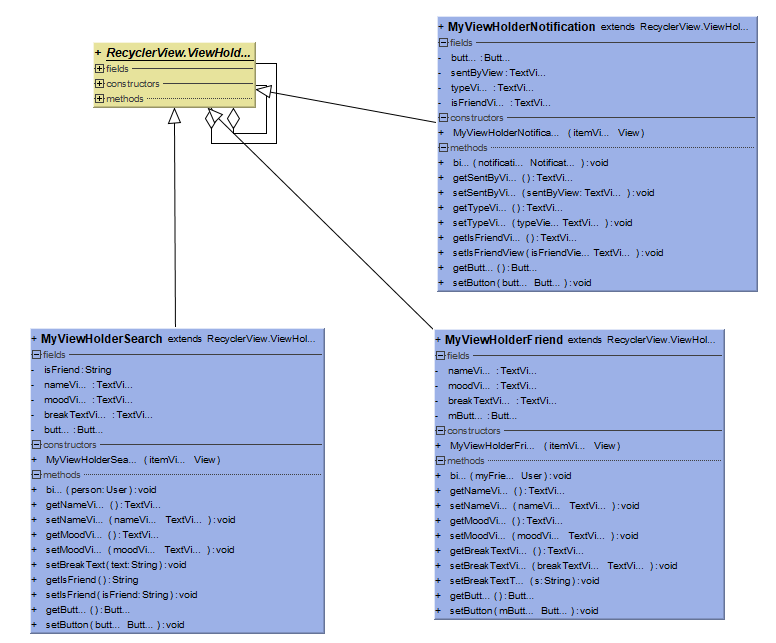 + RecyclerView.ViewHold...
fields
constructors
methods
+ MyViewHolderNotification extends RecyclerView.ViewHol...
fields
- butt... : Butt...
- sentByView : TextVi...
- typeVi... : TextVi...
- isFriendVi... : TextVi...
constructors
+ MyViewHolderNotifica... ( itemVi... View )
methods
+ bi... ( notificati... Notificat... ) : void
+ getSentByVi... ( ) : TextVi...
+ setSentByVi... ( sentByView: TextVi... ) : void
+ getTypeVi... ( ) : TextVi...
+ setTypeVi... ( typeVie... TextVi... ) : void
+ getIsFriendVi... ( ) : TextVi...
+ setIsFriendView ( isFriendVie... TextVi... ) : void
+ getButt... ( ) : Butt...
+ setButton ( butt... Butt... ) : void
+ MyViewHolderSearch extends RecyclerView.ViewHol...
fields
- isFriend : String
- nameVi... : TextVi...
- moodVi... : TextVi...
- breakTextVi... : TextVi...
- butt... : Butt...
constructors
+ MyViewHolderSea... ( itemVi... View )
methods
+ bi... ( person: User ) : void
+ getNameVi... ( ) : TextVi...
+ setNameVi... ( nameVi... TextVi... ) : void
+ getMoodVi... ( ) : TextVi...
+ setMoodVi... ( moodVi... TextVi... ) : void
+ setBreakText ( text: String ) : void
+ getIsFriend ( ) : String
+ setIsFriend ( isFriend: String ) : void
+ getButt... ( ) : Butt...
+ setButton ( butt... Butt... ) : void
+ MyViewHolderFriend extends RecyclerView.ViewHol...
fields
- nameVi... : TextVi...
- moodVi... : TextVi...
- breakTextVi... : TextVi...
- mButt... : Butt...
constructors
+ MyViewHolderFri... ( itemVi... View )
methods
+ bi... ( myFrie... User ) : void
+ getNameVi... ( ) : TextVi...
+ setNameVi... ( nameVi... TextVi... ) : void
+ getMoodVi... ( ) : TextVi...
+ setMoodVi... ( moodVi... TextVi... ) : void
+ getBreakTextVi... ( ) : TextVi...
+ setBreakTextVi... ( breakTextVi... TextVi... ) : void
+ setBreakTextT... ( s: String ) : void
+ getButt... ( ) : Butt...
+ setButton ( mButt... Butt... ) : void